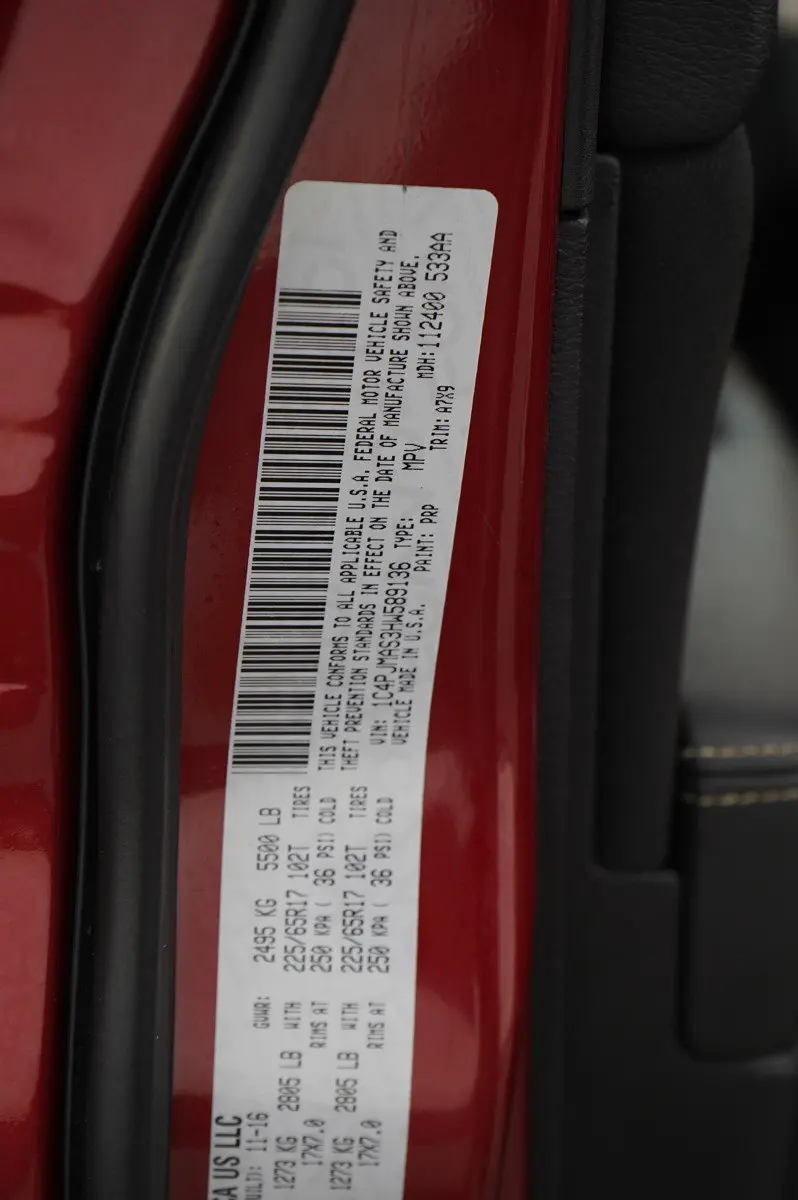 CA US LLC
UILT): 11-16 GVWR: 2495 KG 5500 LB
1273 KG 2805 LB WITH 225/65R17 102T TIRES
17X7.0 RIMS AT 250 KPA ( 36 PSI) COLD
1273 KG 2805 LB WITH 225/65R17 102T TIRES
17X7.0 RIMS AT 250 KPA ( 36 PSI) COLD
THIS VEHICLE CONFORMS TO ALL APPLICABLE U.S.A. FEDERAL MOTOR VEHICLE SAFETY AND
THEFT PREVENTION STANDARDS IN EFFECT ON THE DATE OF MANUFACTURE SHOWN ABOVE.
VIN: 1C4PJMAS3HW589136 TYPE: MPV MDH:112400 533AA
VEHICLE MADE IN U.S.A. PAINT: PRP TRIM: A7X9